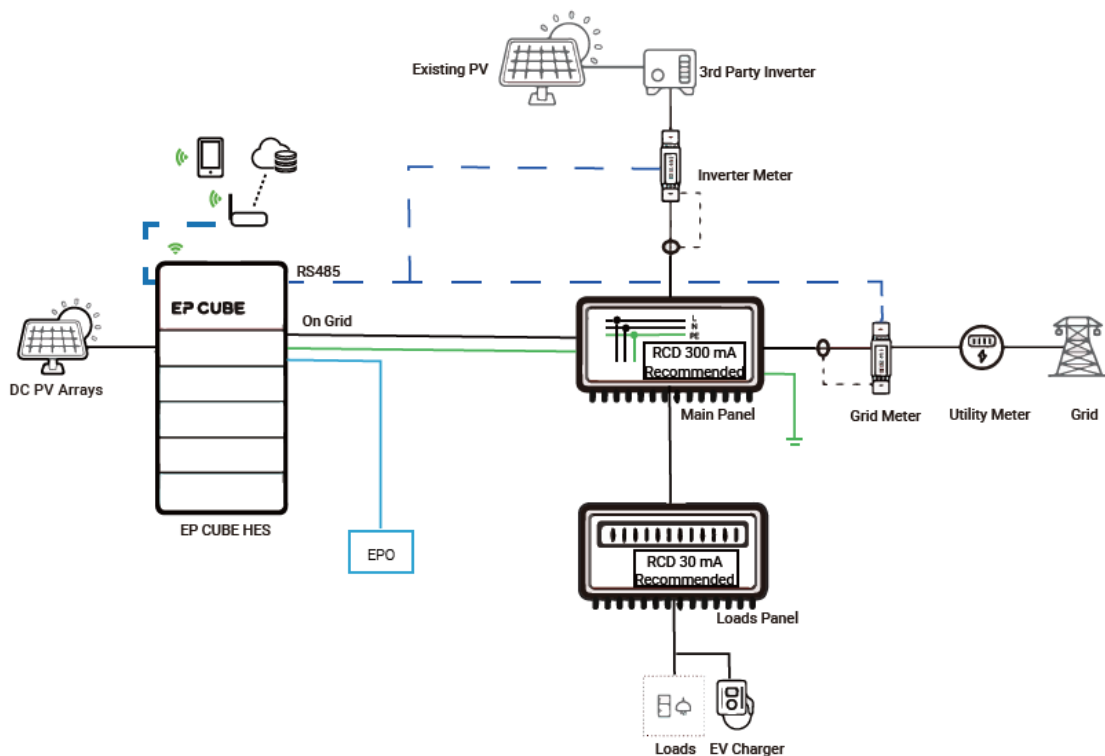 Existing PV
3rd Party Inverter
Inverter Meter
RS485
EP CUBE
On Grid
L
N
PE
RCD 300 mA
Recommended
DC PV Arrays
Main Panel
Grid Meter
Utility Meter
Grid
EP CUBE HES
EPO
RCD 30 mA
Recommended
Loads Panel
Loads
EV Charger